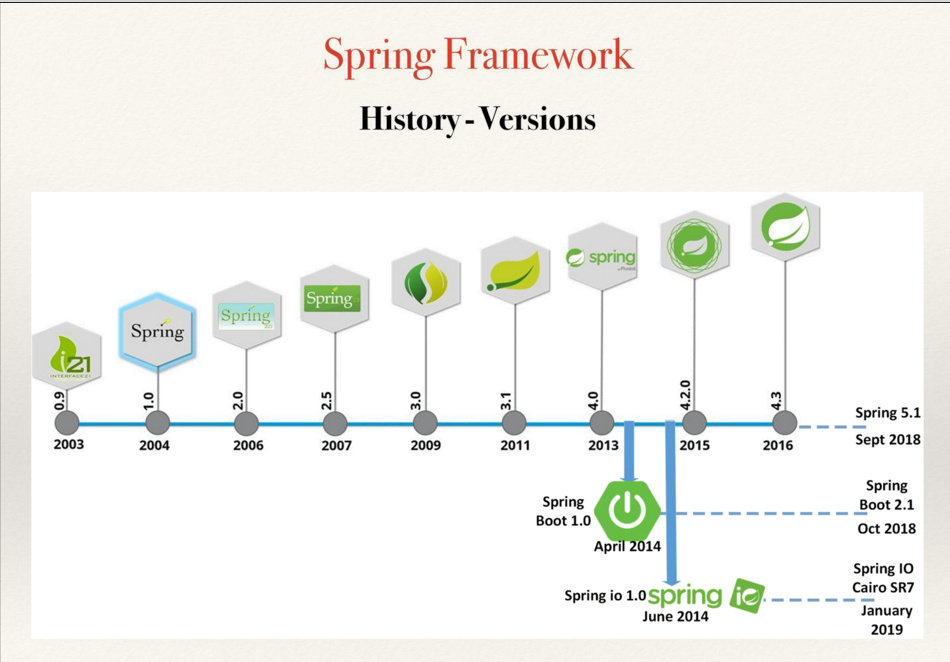 Spring Framework
History - Versions
i21
INTERFACE21
Spring
Spring
2.0
Spring
spring
by Pivotal
0.9
1.0
2.0
2.5
3.0
3.1
4.0
4.2.0
4.3
2003
2004
2006
2007
2009
2011
2013
2015
2016
Spring 5.1
Sept 2018
Spring
Boot 1.0
April 2014
Spring
Boot 2.1
Oct 2018
Spring io 1.0
spring io
June 2014
Spring IO
Cairo SR7
January
2019